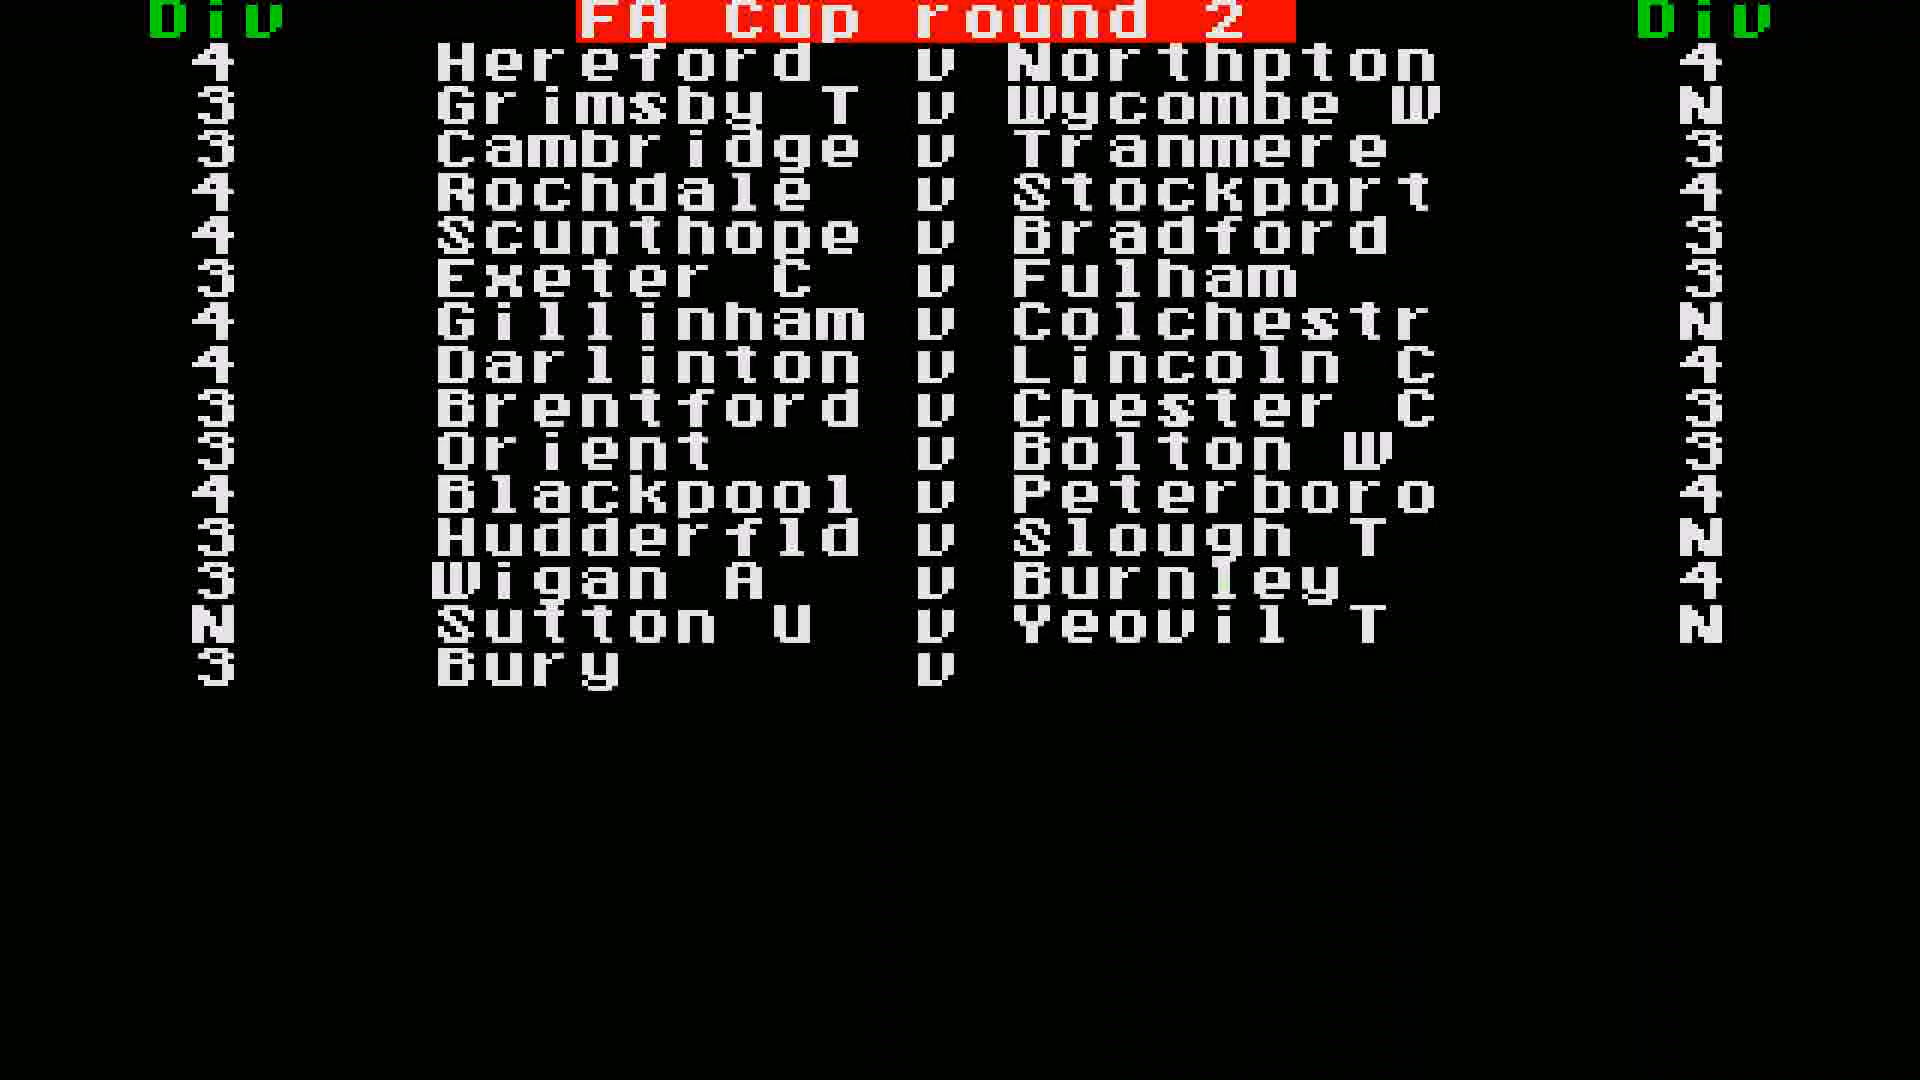 Div FA Cup round 2 Div
4 Hereford v Northpton 4
3 Grimsby T v Wycombe W N
3 Cambridge v Tranmere 3
4 Rochdale v Stockport 4
4 Scunthope v Bradford 3
3 Exeter C v Fulham 3
4 Gillinham v Colchestr N
4 Darlinton v Lincoln C 4
3 Brentford v Chester C 3
3 Orient v Bolton W 3
4 Blackpool v Peterboro 4
3 Hudderfld v Slough T N
3 Wigan A v Burnley 4
N Sutton U v Yeovil T N
3 Bury v